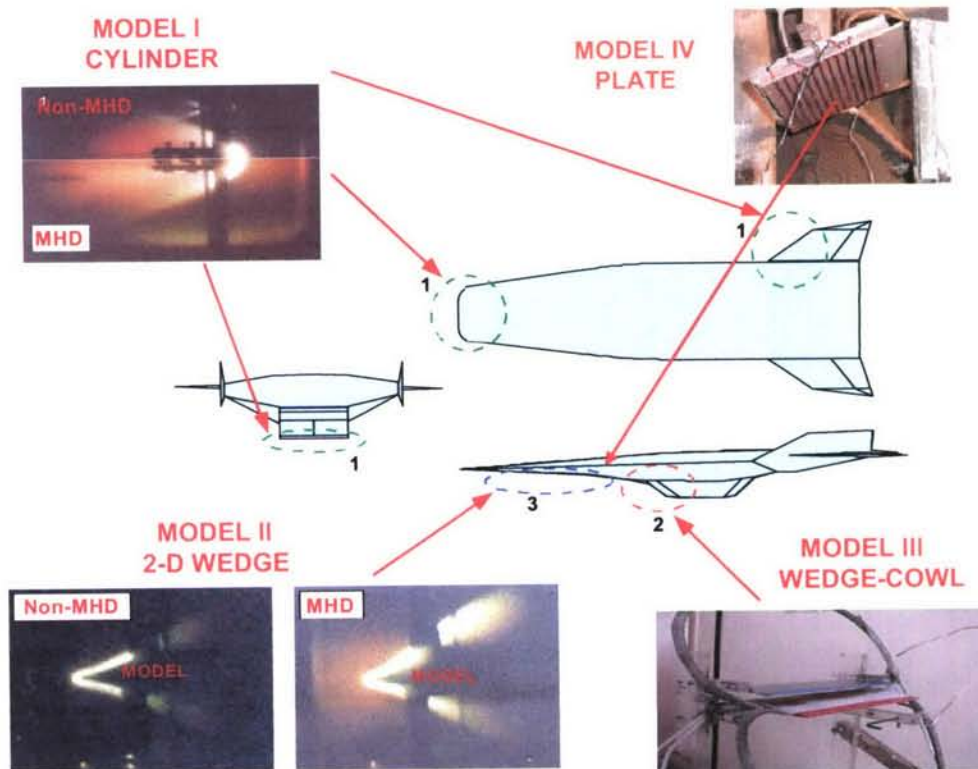 MODEL I
CYLINDER
Non-MHD
MHD
MODEL IV
PLATE
1
1
1
3
2
MODEL II
2-D WEDGE
Non-MHD
MODEL
MHD
MODEL
MODEL III
WEDGE-COWL